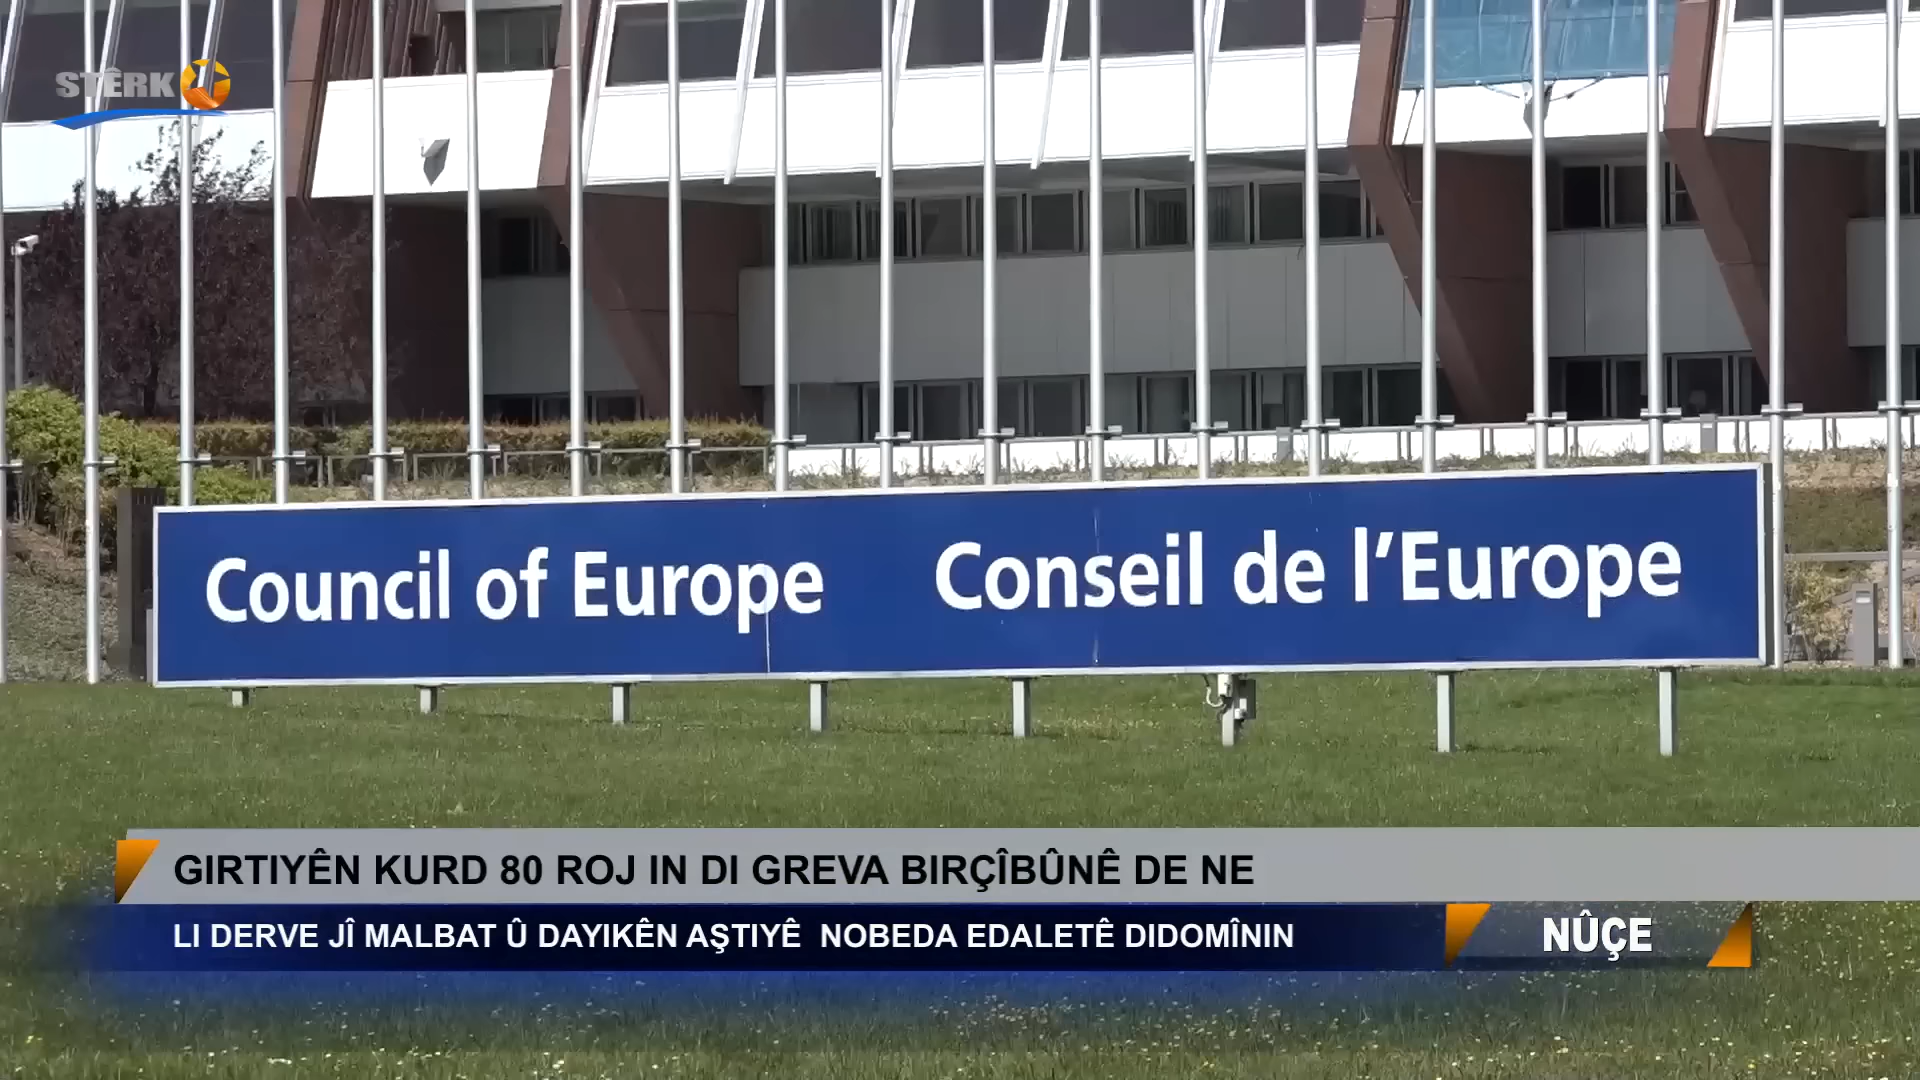 STÊRK
Council of Europe Conseil de l'Europe
GIRTIYÊN KURD 80 ROJ IN DI GREVA BIRÇÎBÛNÊ DE NE
LI DERVE JÎ MALBAT Û DAYIKÊN AŞTIYÊ NOBEDA EDALETÊ DIDOMÎNIN
NÛÇE